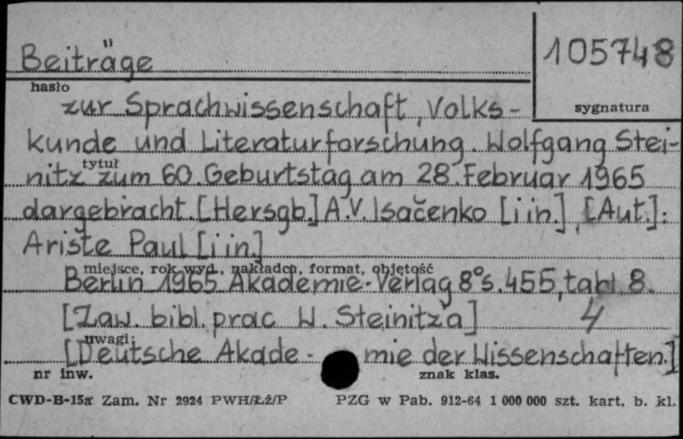 Beiträge
105748
hasło
zur Sprachwissenschaft, Volks-
sygnatura
kunde und Literaturforschung. Wolfgang Stei-
tytuł
nitz zum 60. Geburtstag am 28. Februar 1965
dargebracht. [Hersgb.] A.V. Isačenko [i in.], [Aut.]:
Ariste Paul [i in.]
miejsce, rok wyd., nakładca, format, objętość
Berlin 1965 Akademie-Verlag 8° s. 455, tabl 8.
[Zaw. bibl. prac W. Steinitza] 4
uwagi:
[Deutsche Akade- mie der Wissenschaften.]
nr inw. znak klas.
CWD-B-15a Zam. Nr 2924 PWH/Łż/P PZG w Pab. 912-64 1 000 000 szt. kart. b. kl.